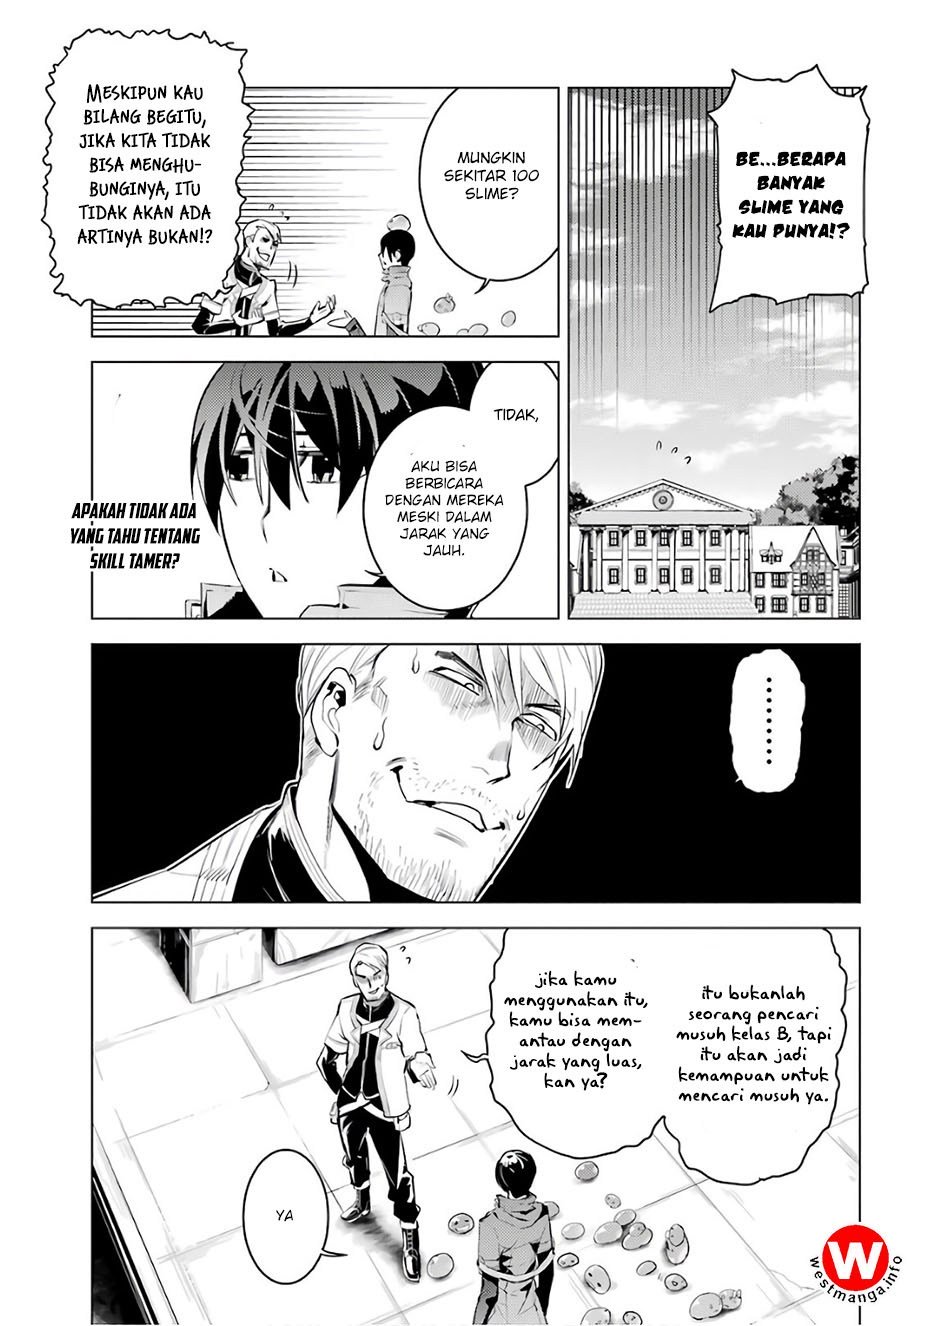 BE...BERAPA
BANYAK
SLIME YANG
KAU PUNYA!?
MUNGKIN
SEKITAR 100
SLIME?
MESKIPUN KAU
BILANG BEGITU,
JIKA KITA TIDAK
BISA MENGHU-
BUNGINYA, ITU
TIDAK AKAN ADA
ARTINYA BUKAN!?
TIDAK,
AKU BISA
BERBICARA
DENGAN MEREKA
MESKI DALAM
JARAK YANG
JAUH.
APAKAH TIDAK ADA
YANG TAHU TENTANG
SKILL TAMER?
........
itu bukanlah
seorang pencari
musuh kelas B, tapi
itu akan jadi
kemampuan untuk
mencari musuh ya.
jika kamu
menggunakan itu,
kamu bisa mem-
antau dengan
jarak yang luas,
kan ya?
YA
W
westmanga.info